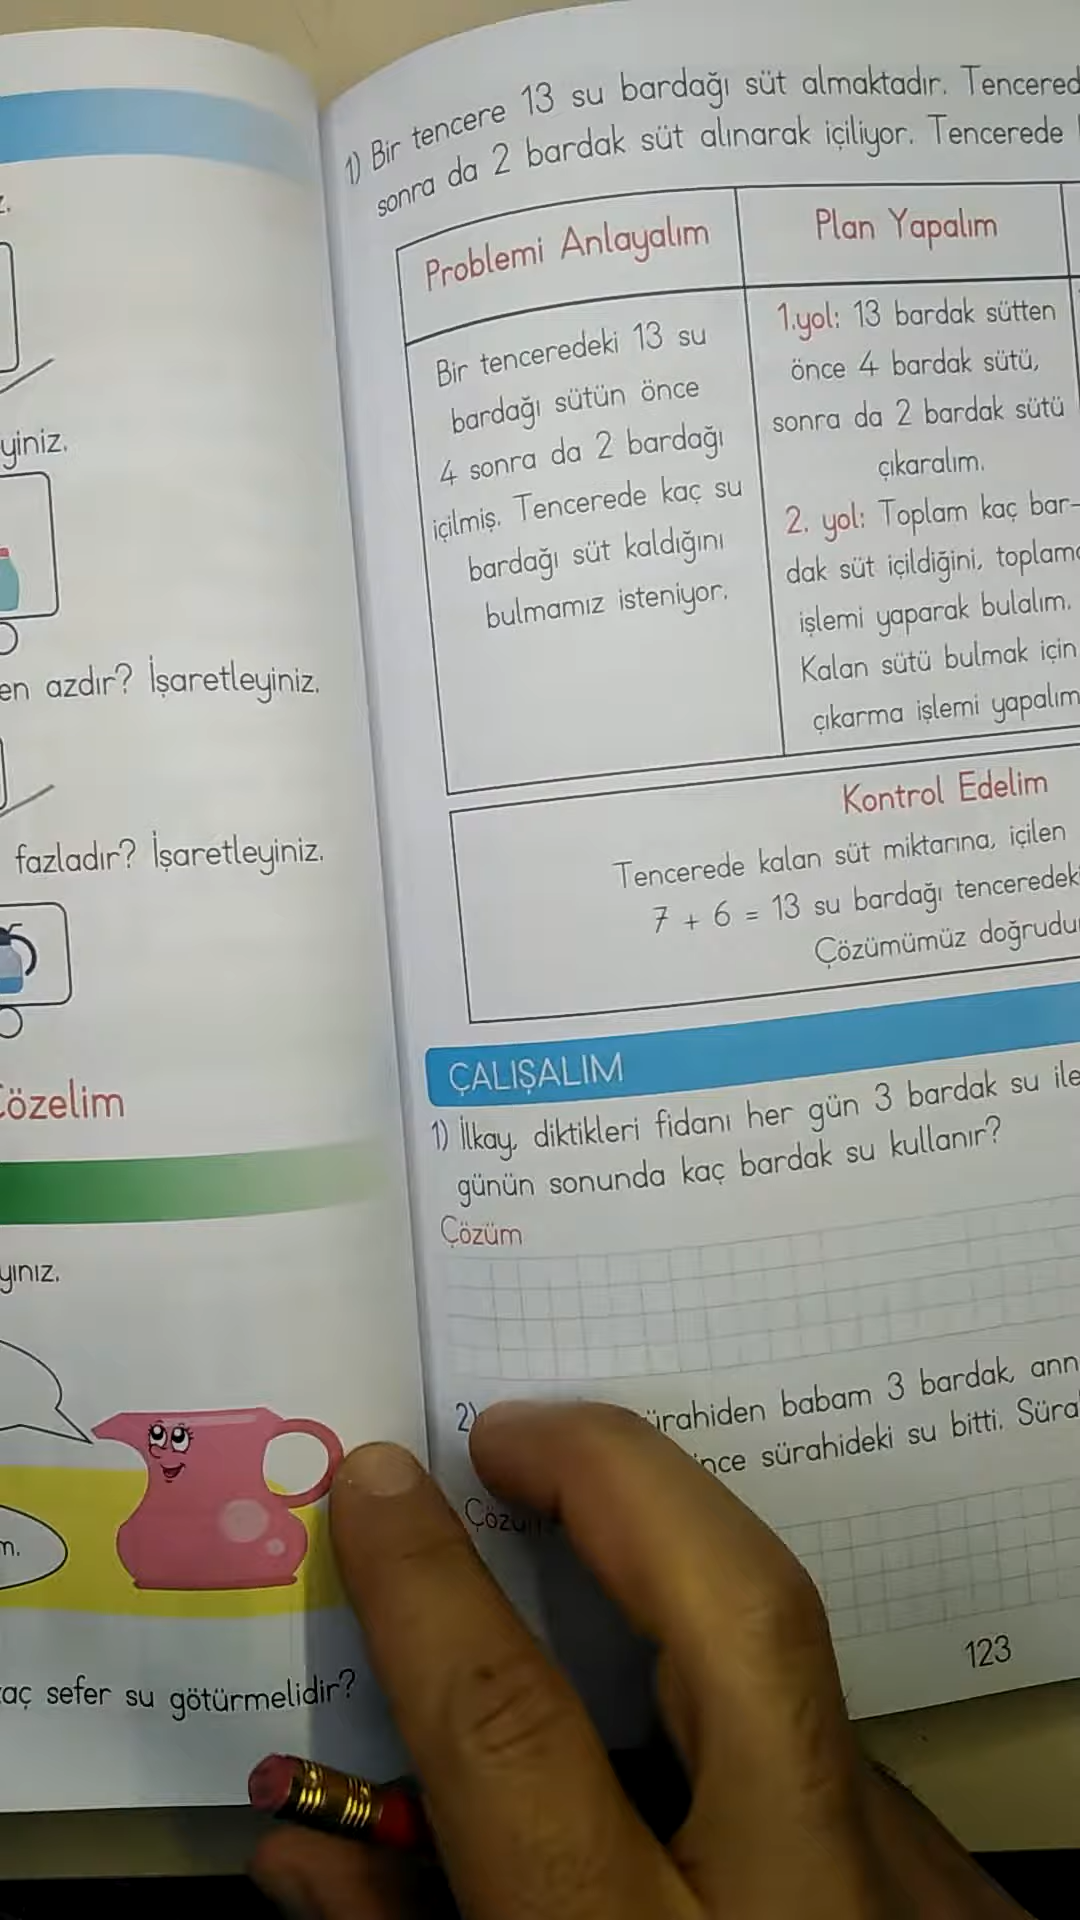 z.
yiniz.
en azdır? İşaretleyiniz.
fazladır? İşaretleyiniz.
Çözelim
yınız.
m.
kaç sefer su götürmelidir?
1) Bir tencere 13 su bardağı süt almaktadır. Tencered
sonra da 2 bardak süt alınarak içiliyor. Tencerede
Problemi Anlayalım
Bir tenceredeki 13 su
bardağı sütün önce
4 sonra da 2 bardağı
içilmiş. Tencerede kaç su
bardağı süt kaldığını
bulmamız isteniyor.
Plan Yapalım
1.yol: 13 bardak sütten
önce 4 bardak sütü,
sonra da 2 bardak sütü
çıkaralım.
2. yol: Toplam kaç bar-
dak süt içildiğini, toplama
işlemi yaparak bulalım.
Kalan sütü bulmak için
çıkarma işlemi yapalım
Kontrol Edelim
Tencerede kalan süt miktarına, içilen
7 + 6 = 13 su bardağı tenceredek
Çözümümüz doğrudu
ÇALIŞALIM
1) İlkay, diktikleri fidanı her gün 3 bardak su ile
günün sonunda kaç bardak su kullanır?
Çözüm
2) ürahiden babam 3 bardak, ann
ince sürahideki su bitti. Süra
Çözü
123